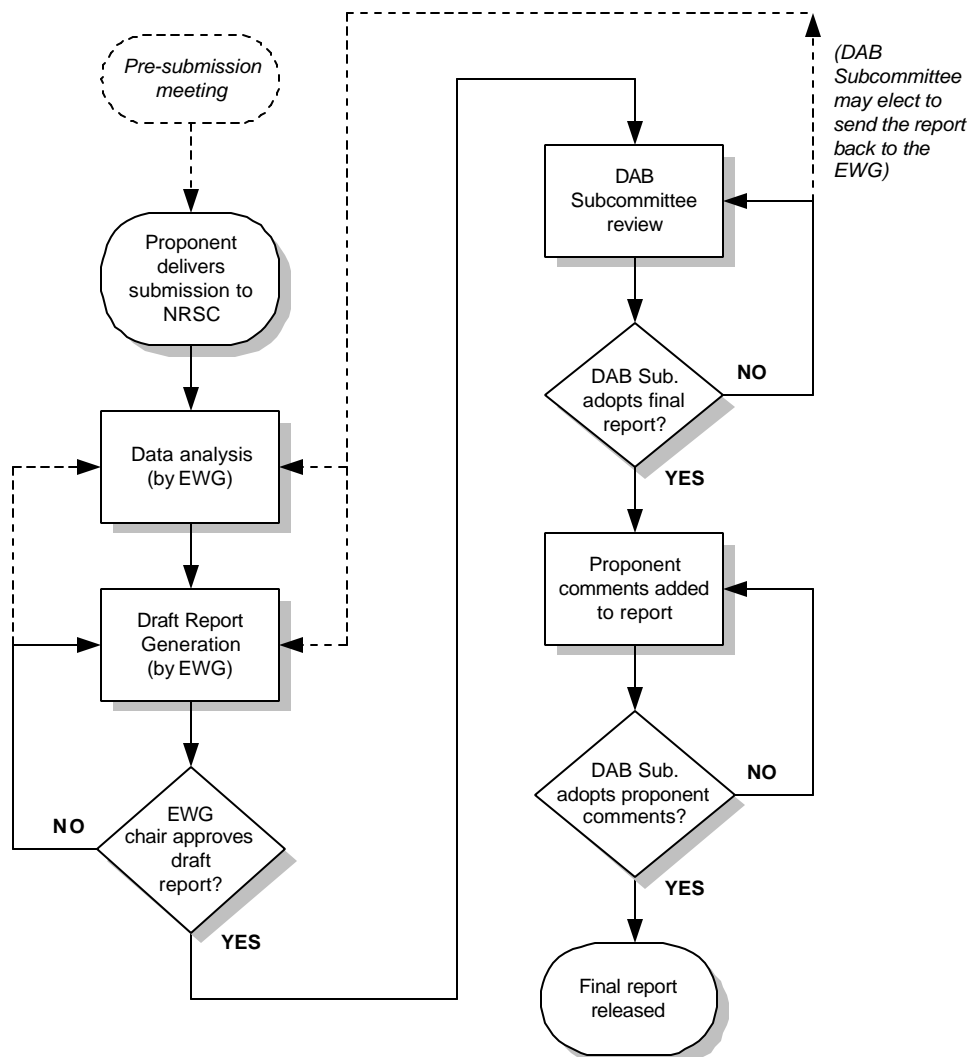 Pre-submission
meeting
Proponent
delivers
submission to
NRSC
Data analysis
(by EWG)
Draft Report
Generation
(by EWG)
EWG
chair approves
draft
report?
NO
YES
DAB
Subcommittee
review
(DAB
Subcommittee
may elect to
send the report
back to the
EWG)
DAB Sub.
adopts final
report?
NO
YES
Proponent
comments added
to report
DAB Sub.
adopts proponent
comments?
NO
YES
Final report
released